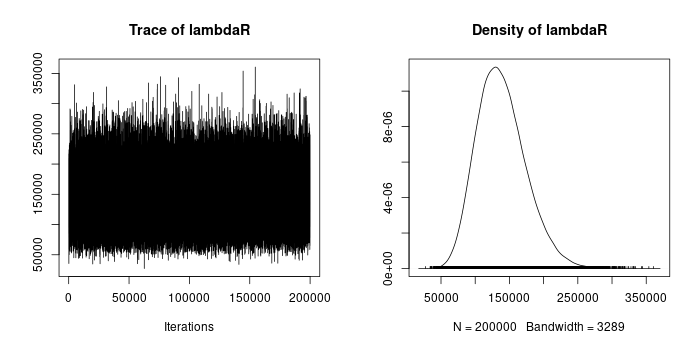 Trace of lambdaR
350000
250000
150000
50000
0 50000 100000 150000 200000
Iterations
Density of lambdaR
8e-06
4e-06
0e+00
50000 150000 250000 350000
N = 200000 Bandwidth = 3289